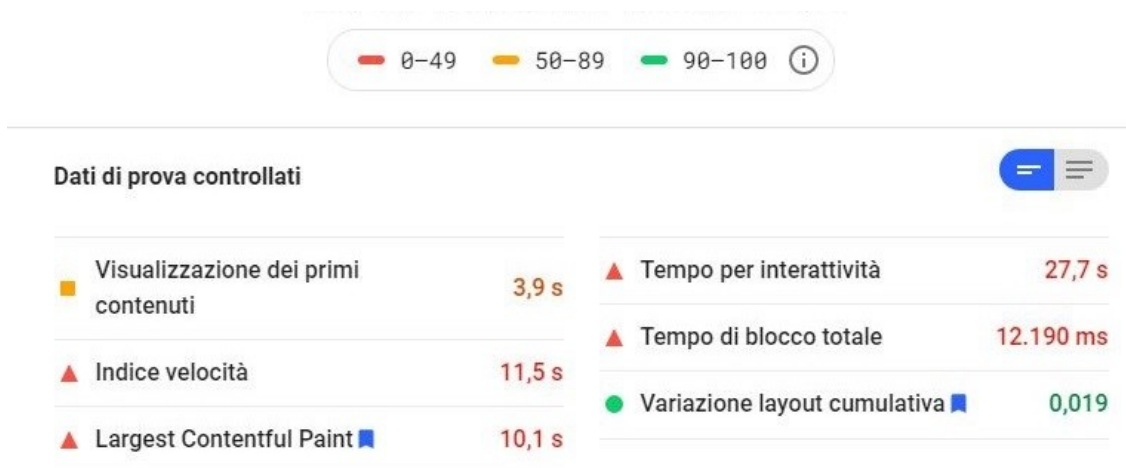 0–49 50–89 90–100
Dati di prova controllati
Visualizzazione dei primi
contenuti
3,9 s
Indice velocità 11,5 s
Largest Contentful Paint 10,1 s
Tempo per interattività 27,7 s
Tempo di blocco totale 12.190 ms
Variazione layout cumulativa 0,019